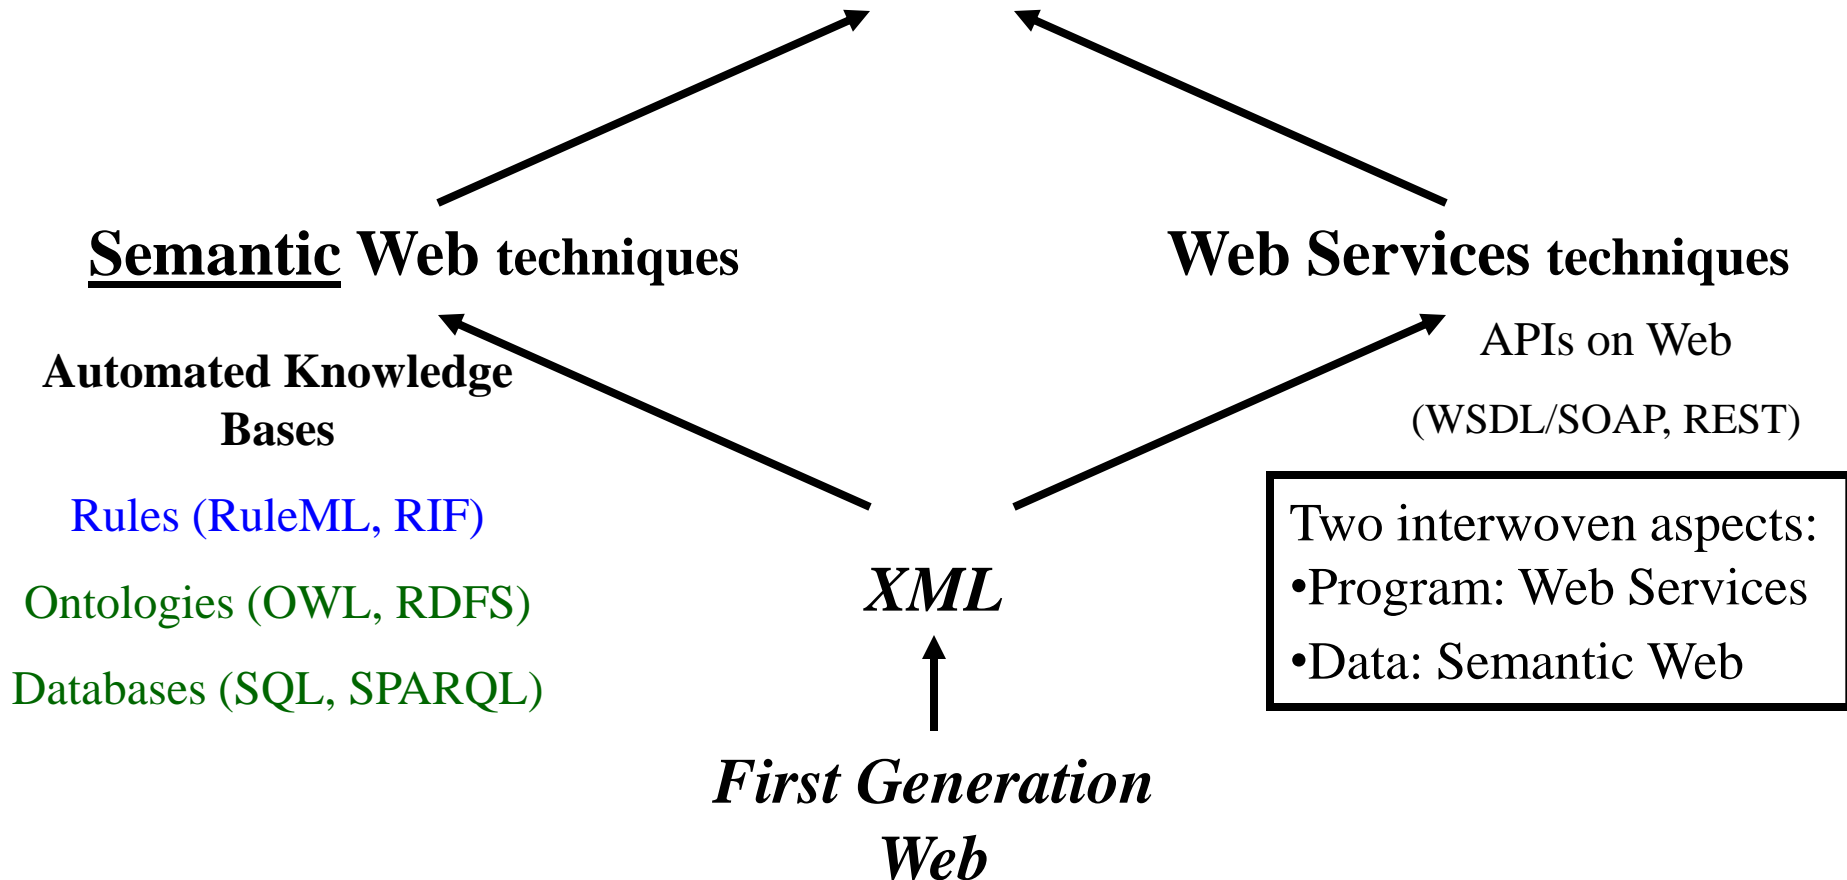 Semantic Web techniques
Web Services techniques
Automated Knowledge
Bases
Rules (RuleML, RIF)
Ontologies (OWL, RDFS)
Databases (SQL, SPARQL)
APIs on Web
(WSDL/SOAP, REST)
Two interwoven aspects:
•Program: Web Services
•Data: Semantic Web
XML
First Generation
Web